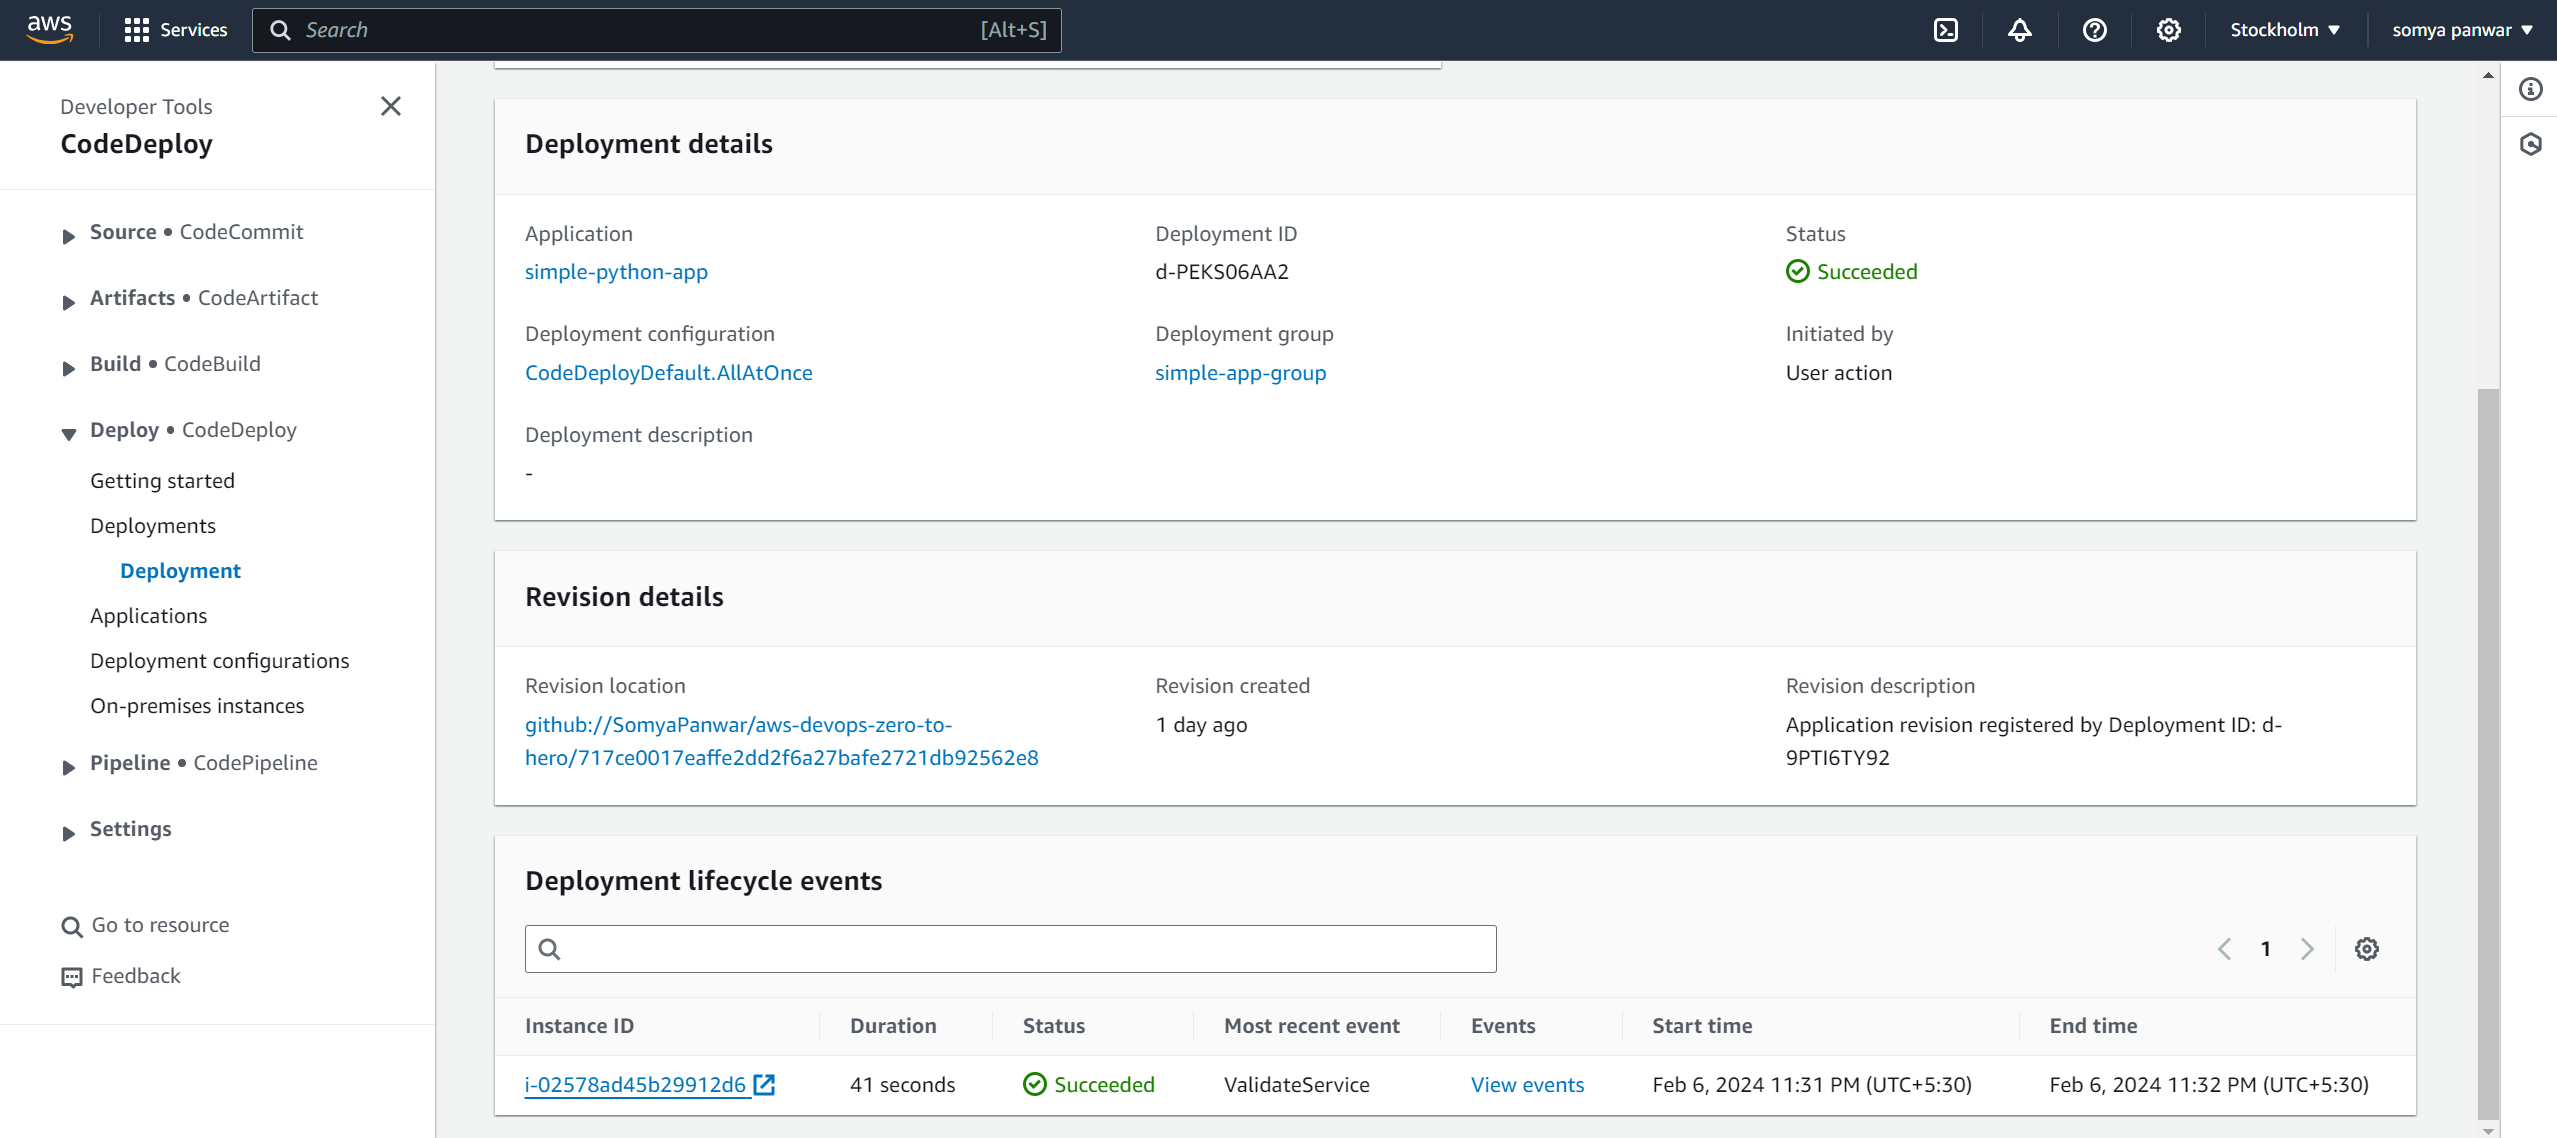 aws
Services
Search
[Alt+S]
Stockholm
somya panwar
Developer Tools
CodeDeploy
Source • CodeCommit
Artifacts • CodeArtifact
Build • CodeBuild
Deploy • CodeDeploy
Getting started
Deployments
Deployment
Applications
Deployment configurations
On-premises instances
Pipeline • CodePipeline
Settings
Go to resource
Feedback
Deployment details
Application
simple-python-app
Deployment ID
d-PEKS06AA2
Status
Succeeded
Deployment configuration
CodeDeployDefault.AllAtOnce
Deployment group
simple-app-group
Initiated by
User action
Deployment description
-
Revision details
Revision location
github://SomyaPanwar/aws-devops-zero-to-
hero/717ce0017eaffe2dd2f6a27bafe2721db92562e8
Revision created
1 day ago
Revision description
Application revision registered by Deployment ID: d-
9PTI6TY92
Deployment lifecycle events
1
Instance ID
Duration
Status
Most recent event
Events
Start time
End time
i-02578ad45b29912d6
41 seconds
Succeeded
ValidateService
View events
Feb 6, 2024 11:31 PM (UTC+5:30)
Feb 6, 2024 11:32 PM (UTC+5:30)